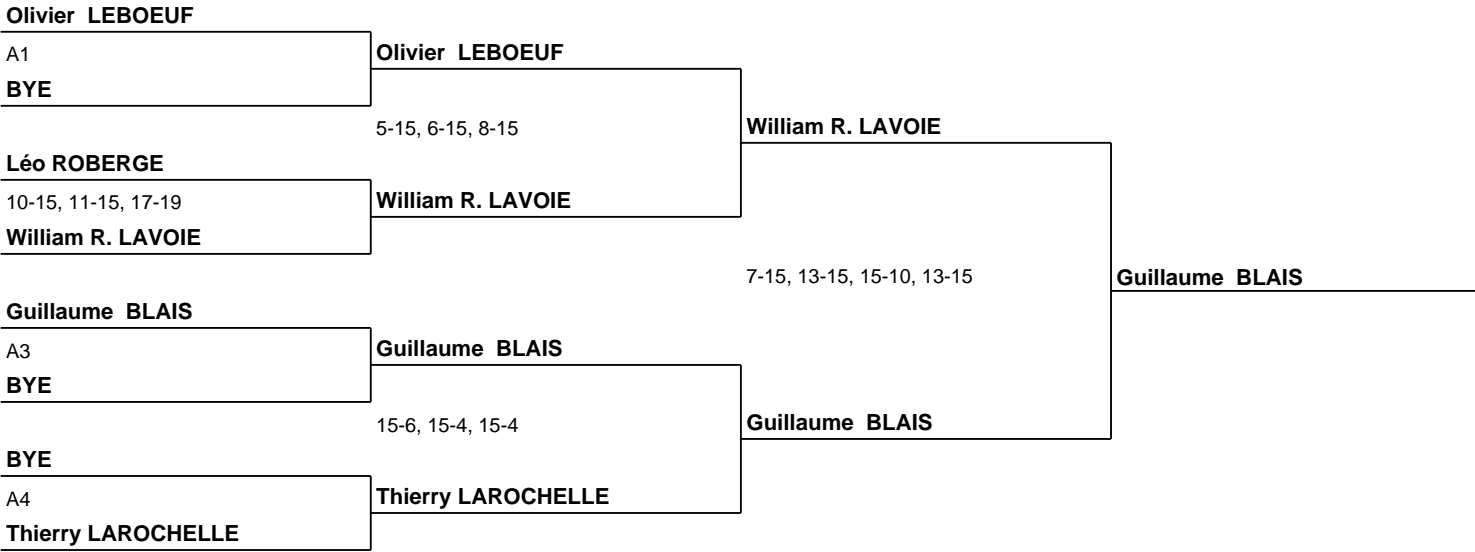 Olivier  LEBOEUF
A1
BYE
Olivier  LEBOEUF
5-15, 6-15, 8-15
Léo ROBERGE
10-15, 11-15, 17-19
William R. LAVOIE
William R. LAVOIE
William R. LAVOIE
7-15, 13-15, 15-10, 13-15
Guillaume  BLAIS
Guillaume  BLAIS
A3
BYE
Guillaume  BLAIS
15-6, 15-4, 15-4
Guillaume  BLAIS
BYE
A4
Thierry LAROCHELLE
Thierry LAROCHELLE